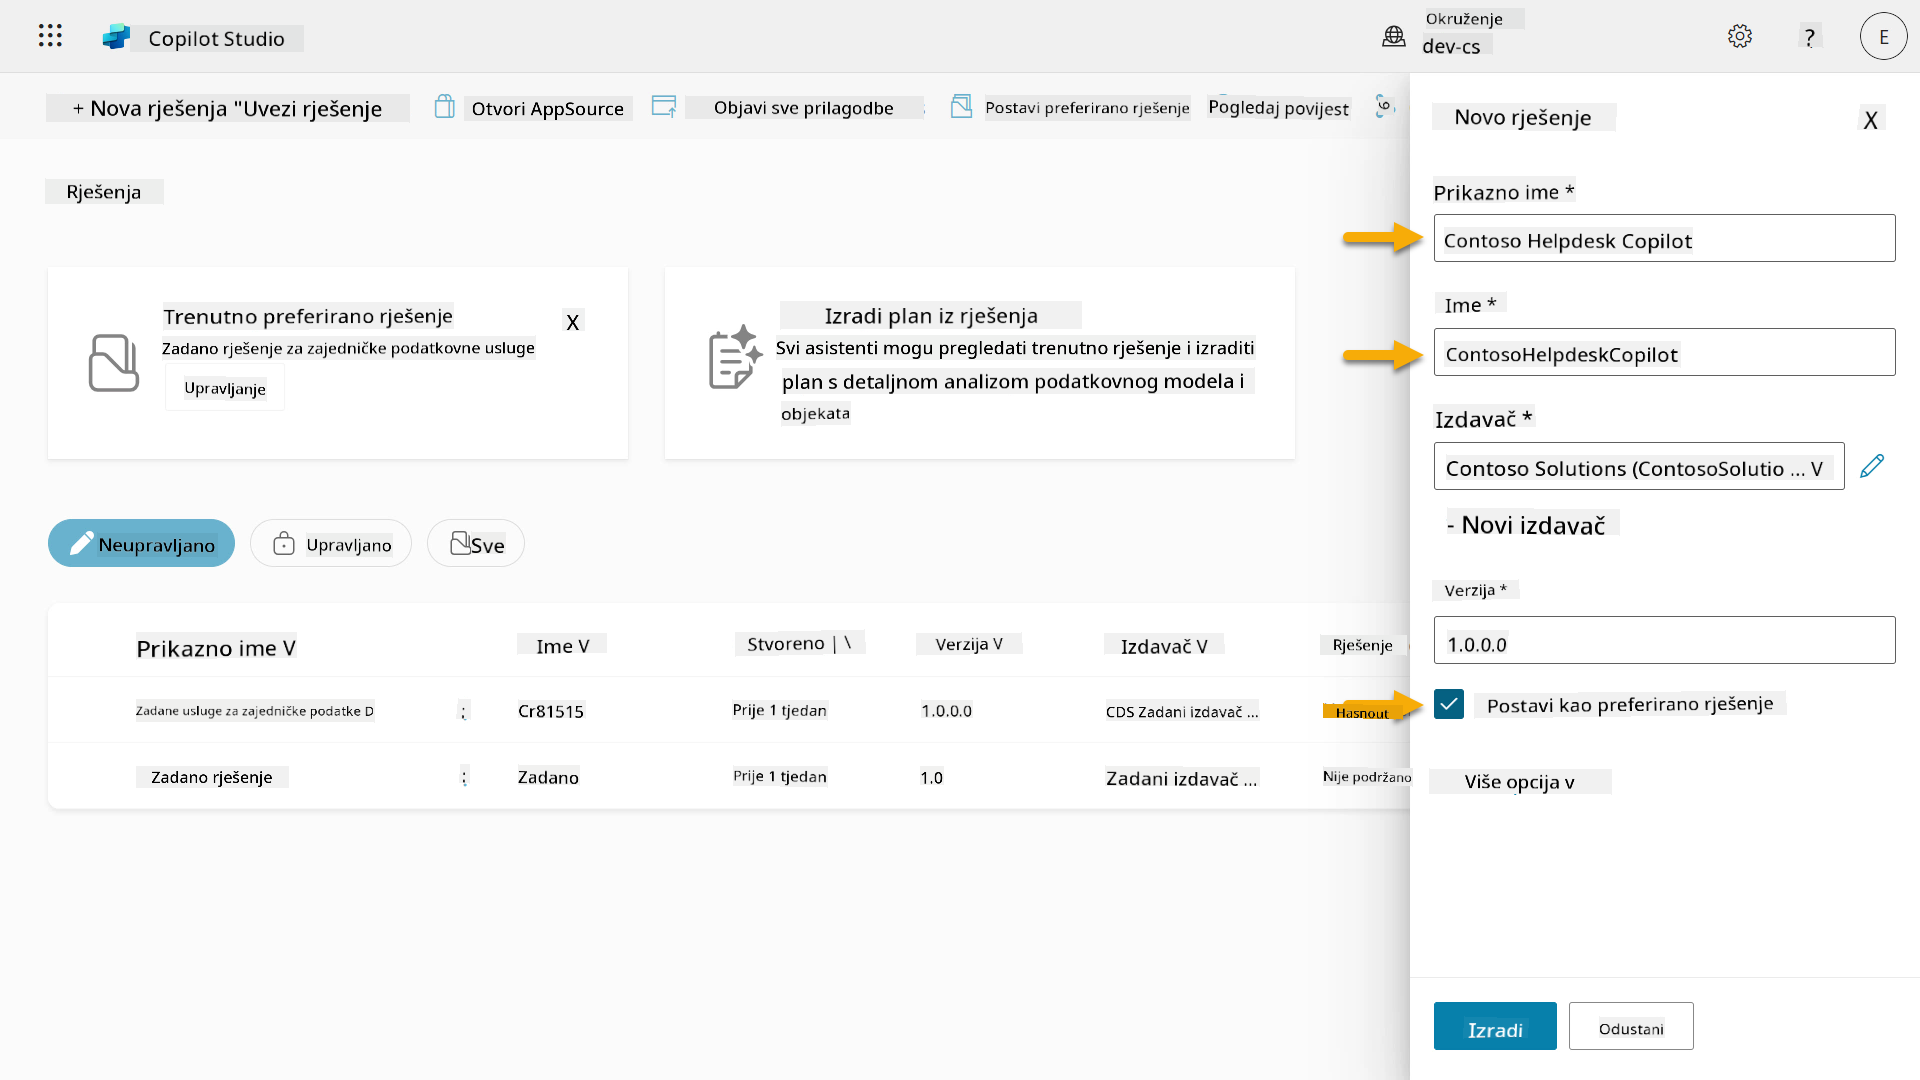 Copilot Studio
Okruženje
dev-cs
?
E
+ Nova rješenja "Uvezi rješenje
Otvori AppSource
Objavi sve prilagodbe
Postavi preferirano rješenje
Pogledaj povijest
Rješenja
Trenutno preferirano rješenje
X
Zadano rješenje za zajedničke podatkovne usluge
Upravljanje
Izradi plan iz rješenja
Svi asistenti mogu pregledati trenutno rješenje i izraditi
plan s detaljnom analizom podatkovnog modela i
objekata
Neupravljano
Upravljano
Sve
Prikazno ime V
Ime V
Stvoreno | \
Verzija V
Izdavač V
Rješenje
Zadane usluge za zajedničke podatke D
Cr81515
Prije 1 tjedan
1.0.0.0
CDS Zadani izdavač ...
Hasnout
Zadano rješenje
Zadano
Prije 1 tjedan
1.0
Zadani izdavač ...
Nije podržano
Novo rješenje
X
Prikazno ime *
Contoso Helpdesk Copilot
Ime *
ContosoHelpdeskCopilot
Izdavač *
Contoso Solutions (ContosoSolutio ... V
- Novi izdavač
Verzija *
1.0.0.0
Postavi kao preferirano rješenje
Više opcija v
Izradi
Odustani